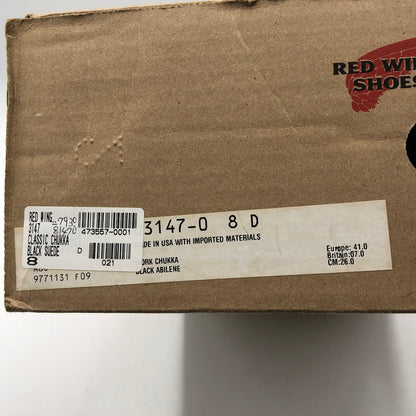 RED WIN
SHOES
RED WING
3147
CLASSIC CHUKKA
BLACK SUEDE D
8
473557-0001
021
3147-0 8 D
ADE IN USA WITH IMPORTED MATERIALS
ORK CHUKKA
BLACK ABILENE
9771131 F09
Europe: 41.0
Britain:07.0
CM:26.0